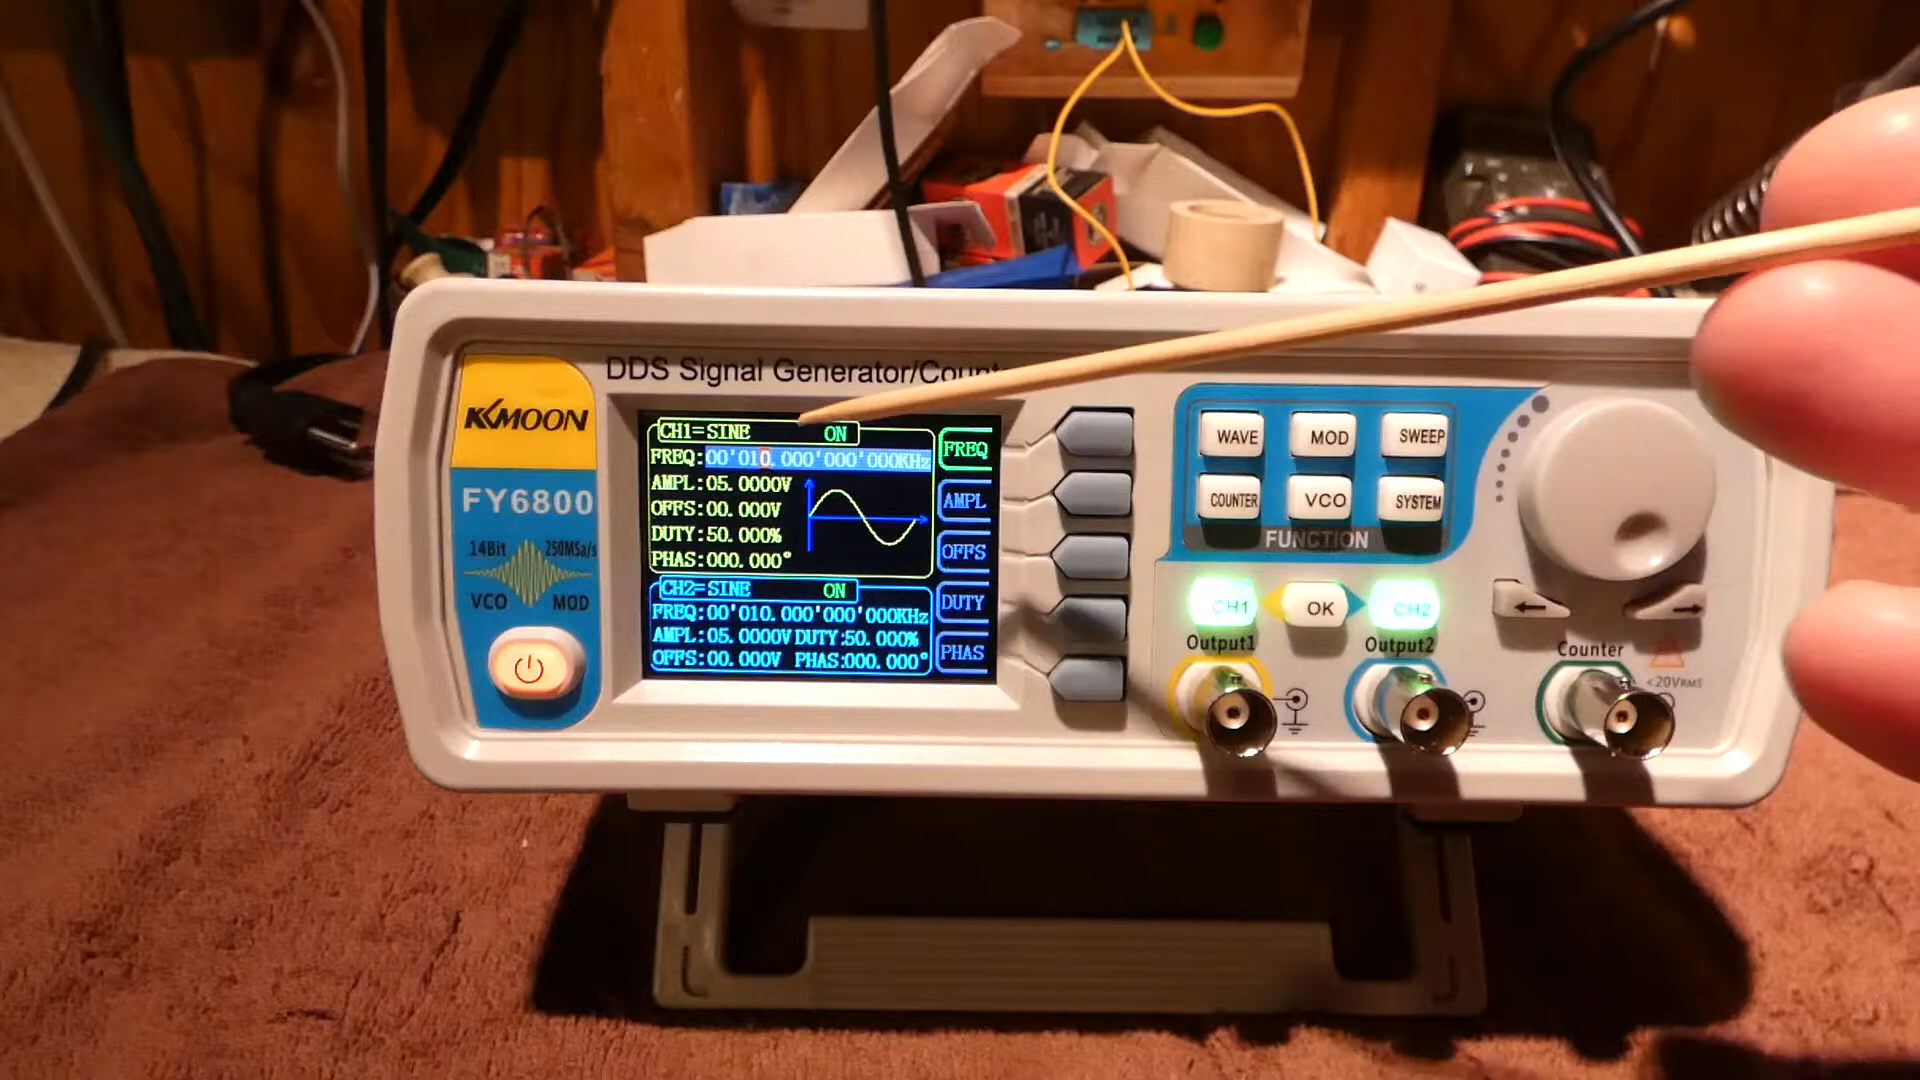 DDS Signal Generator/Count
KKMOON
FY6800
14Bit 250MSa/s
VCO MOD
CH1=SINE ON
FREQ:00'010.000'000'000KHz
AMPL:05.0000V
OFFS:00.000V
DUTY:50.000%
PHAS:000.000°
CH2=SINE ON
FREQ:00'010.000'000'000KHz
AMPL:05.0000V DUTY:50.000%
OFFS:00.000V PHAS:000.000°
FREQ
AMPL
OFFS
DUTY
PHAS
WAVE MOD SWEEP
COUNTER VCO SYSTEM
FUNCTION
CH1 OK CH2
Output1 Output2 Counter
<20VRMS